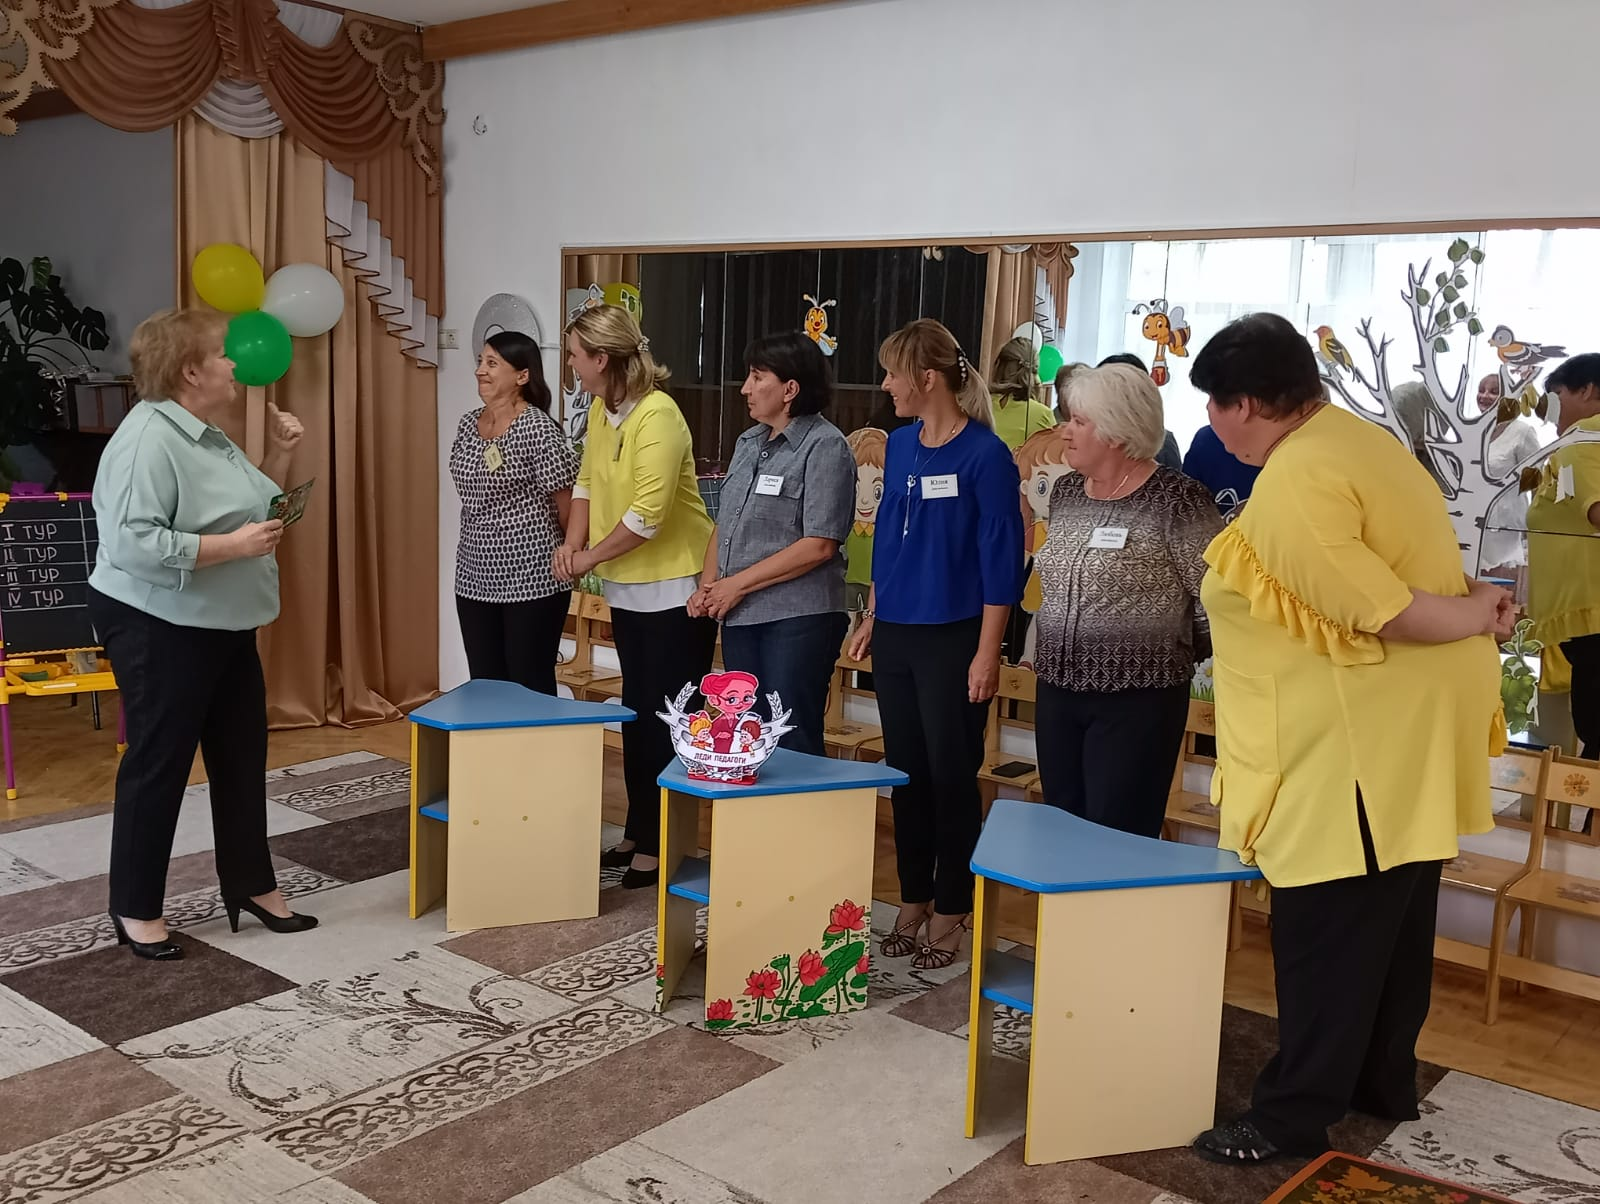 I ТУР
II ТУР
III ТУР
IV ТУР
Лариса
Юлия
Любовь
ЛЕДИ ПЕДАГОГИ